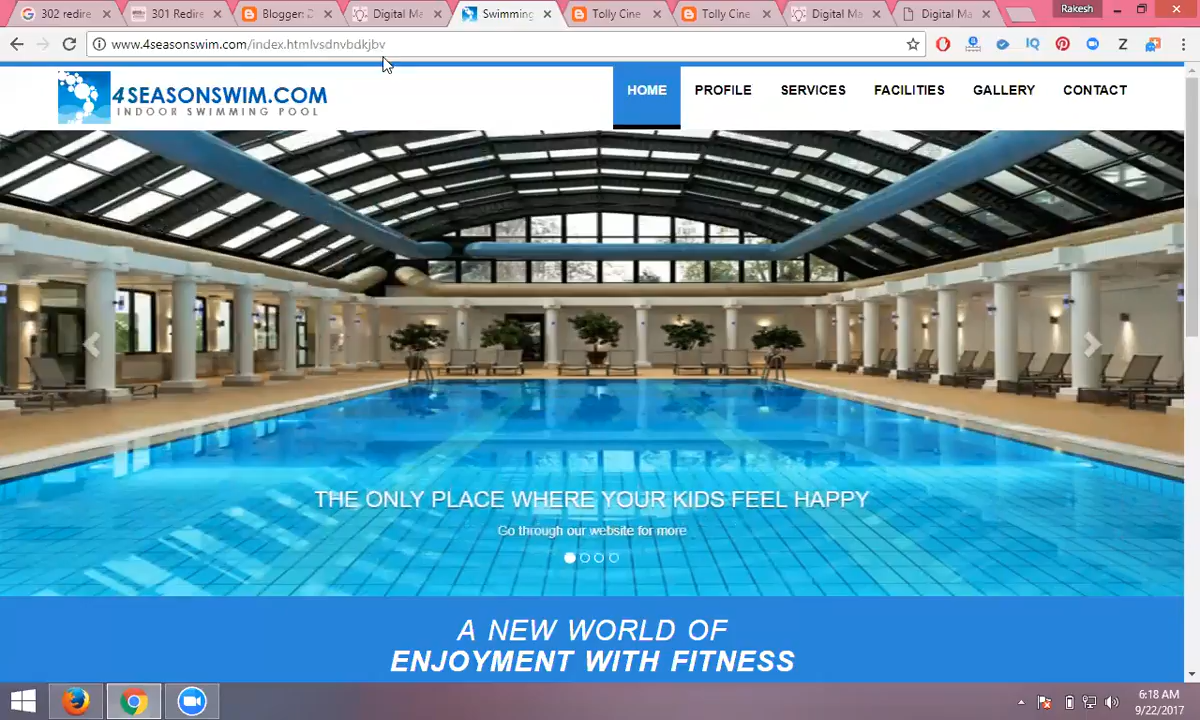 302 redire
301 Redire
Blogger: D
Digital Ma
Swimming
Tolly Cine
Tolly Cine
Digital Ma
Digital Ma
Rakesh
www.4seasonswim.com/index.htmlvsdnvbdkjbv
IQ
Z
4SEASONSWIM.COM
INDOOR SWIMMING POOL
HOME
PROFILE
SERVICES
FACILITIES
GALLERY
CONTACT
THE ONLY PLACE WHERE YOUR KIDS FEEL HAPPY
Go through our website for more
A NEW WORLD OF
ENJOYMENT WITH FITNESS
6:18 AM
9/22/2017